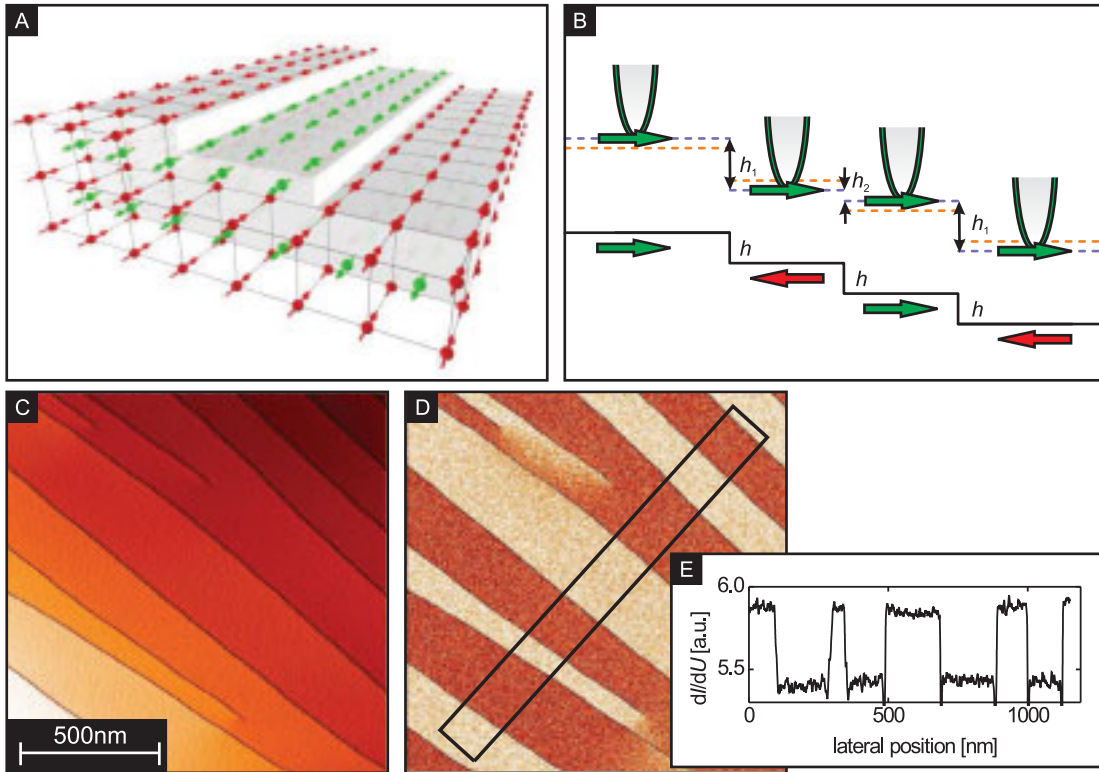 A
B
h1
h2
h1
h
h
h
C
500nm
D
E
6.0
5.5
dI/dU [a.u.]
0
500
1000
lateral position [nm]